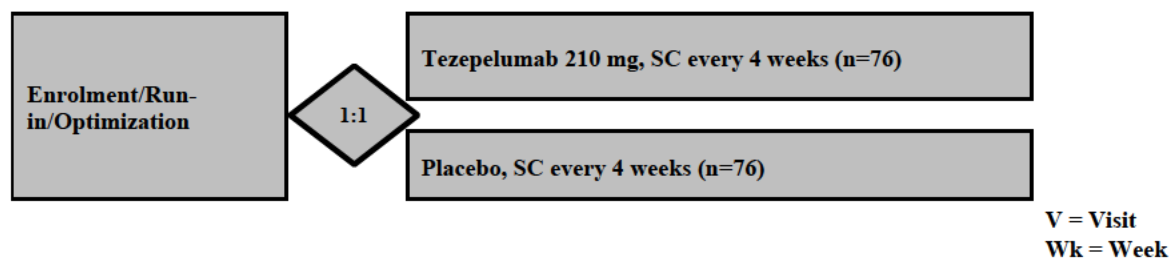 Enrolment/Run-
in/Optimization
1:1
Tezepelumab 210 mg, SC every 4 weeks (n=76)
Placebo, SC every 4 weeks (n=76)
V = Visit
Wk = Week